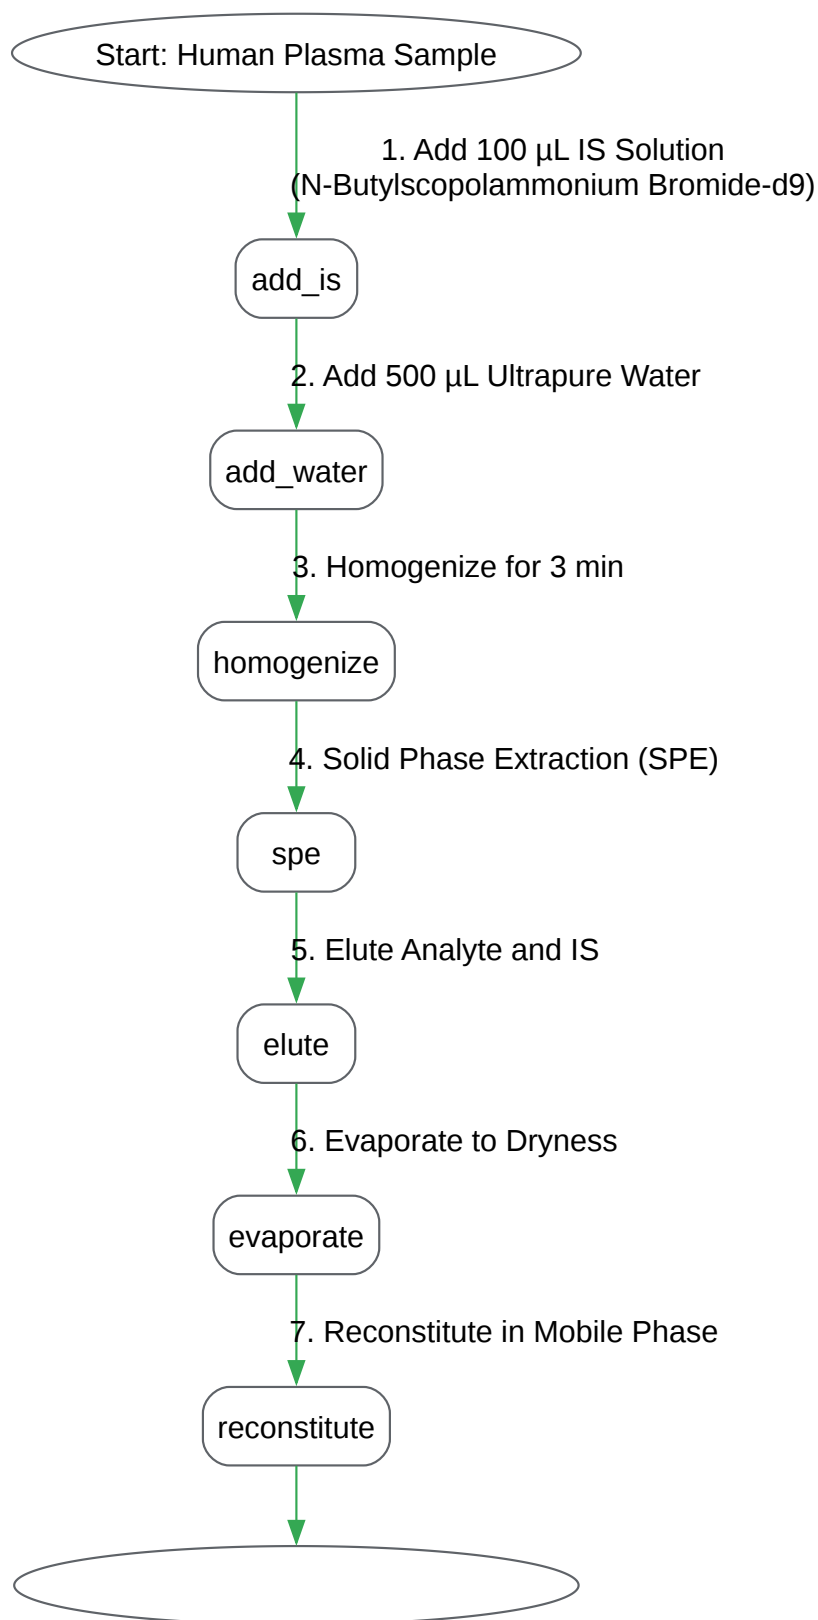 Start: Human Plasma Sample
1. Add 100 µL IS Solution
(N-Butylscopolammonium Bromide-d9)
add_is
2. Add 500 µL Ultrapure Water
add_water
3. Homogenize for 3 min
homogenize
4. Solid Phase Extraction (SPE)
spe
5. Elute Analyte and IS
elute
6. Evaporate to Dryness
evaporate
7. Reconstitute in Mobile Phase
reconstitute